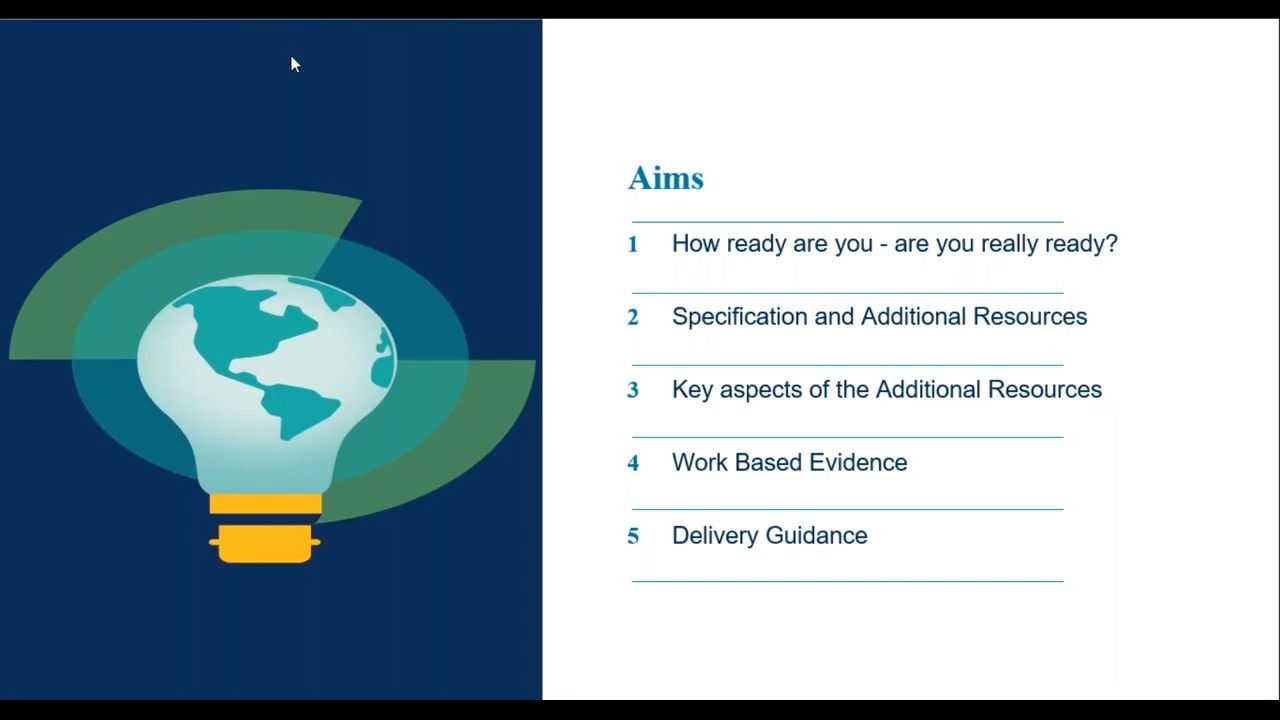 Aims
1 How ready are you - are you really ready?
2 Specification and Additional Resources
3 Key aspects of the Additional Resources
4 Work Based Evidence
5 Delivery Guidance